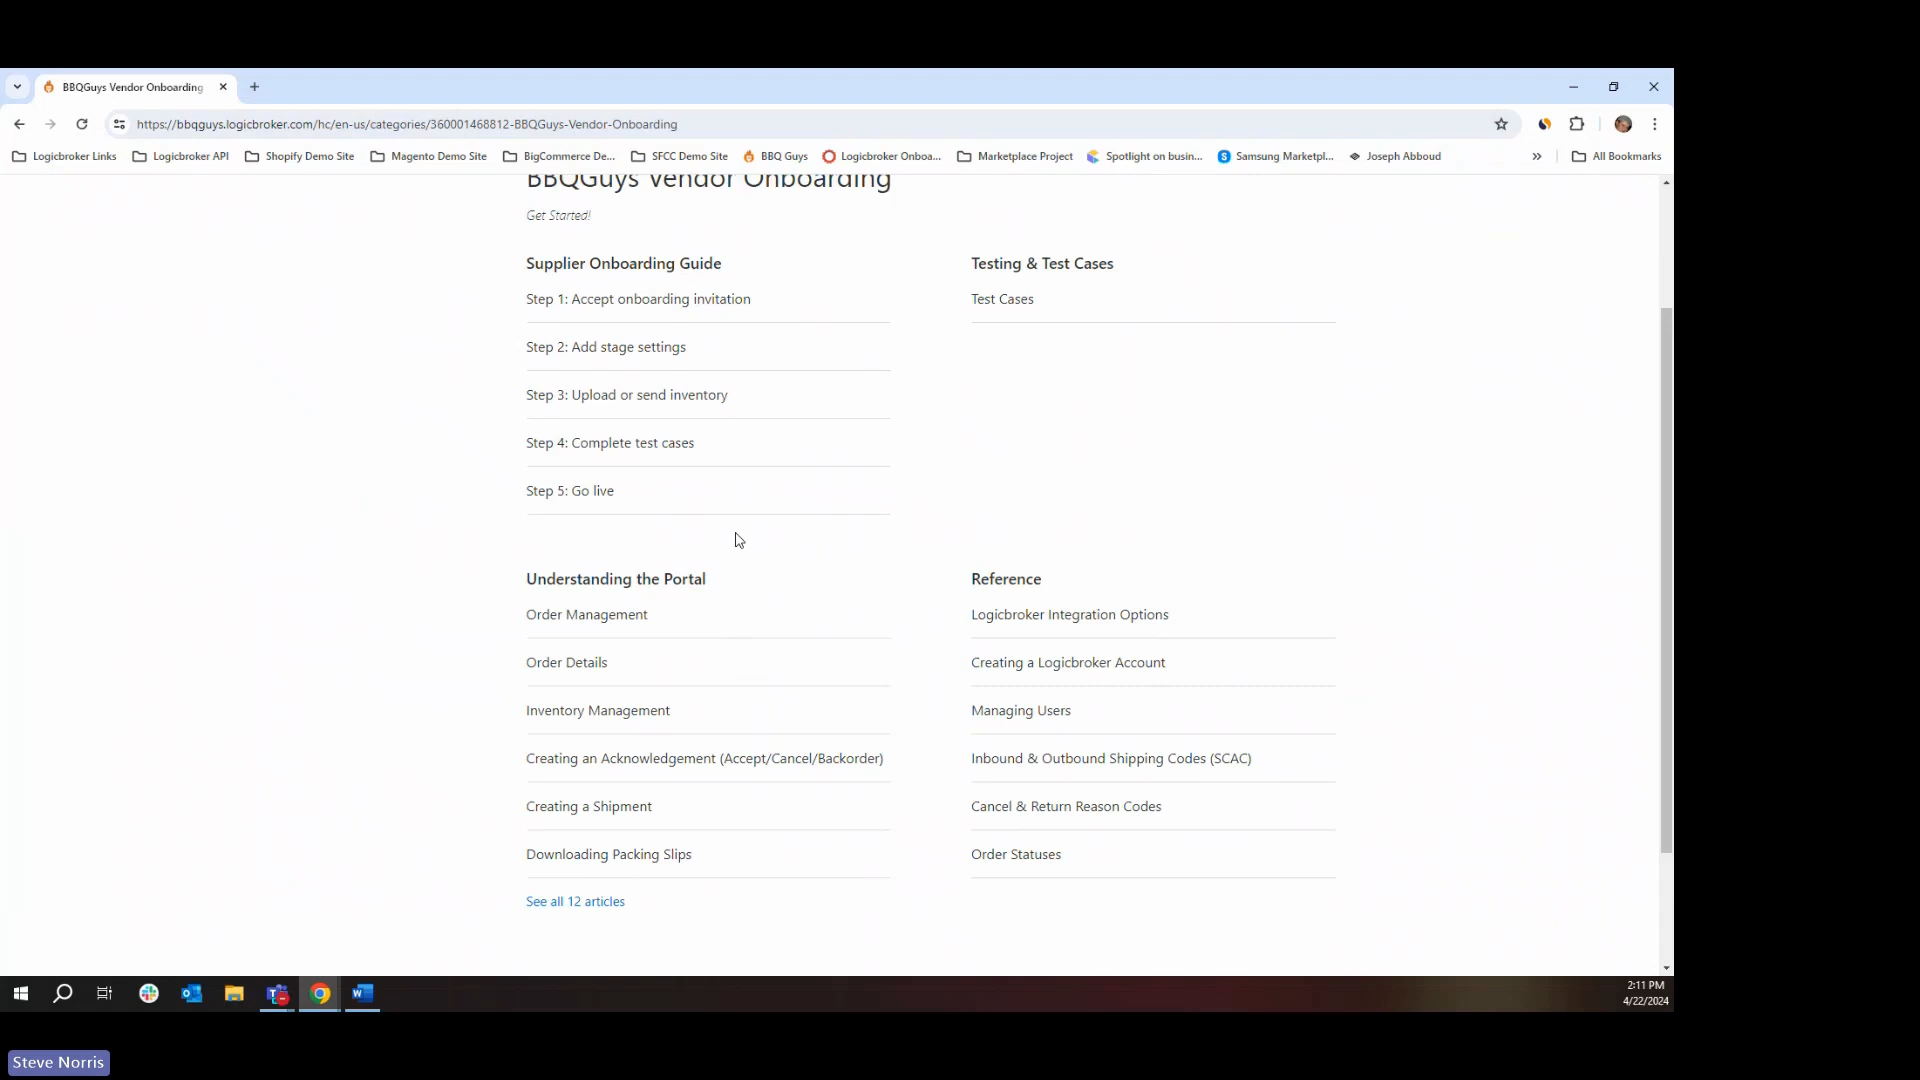 BBQGuys Vendor Onboarding
https://bbqguys.logicbroker.com/hc/en-us/categories/360001468812-BBQGuys-Vendor-Onboarding
Logicbroker Links
Logicbroker API
Shopify Demo Site
Magento Demo Site
BigCommerce De...
SFCC Demo Site
BBQ Guys
Logicbroker Onboa...
Marketplace Project
Spotlight on busin...
Samsung Marketpl...
Joseph Abboud
»
All Bookmarks
BBQGuys Vendor Onboarding
Get Started!
Supplier Onboarding Guide
Step 1: Accept onboarding invitation
Step 2: Add stage settings
Step 3: Upload or send inventory
Step 4: Complete test cases
Step 5: Go live
Testing & Test Cases
Test Cases
Understanding the Portal
Order Management
Order Details
Inventory Management
Creating an Acknowledgement (Accept/Cancel/Backorder)
Creating a Shipment
Downloading Packing Slips
See all 12 articles
Reference
Logicbroker Integration Options
Creating a Logicbroker Account
Managing Users
Inbound & Outbound Shipping Codes (SCAC)
Cancel & Return Reason Codes
Order Statuses
2:11 PM
4/22/2024
Steve Norris